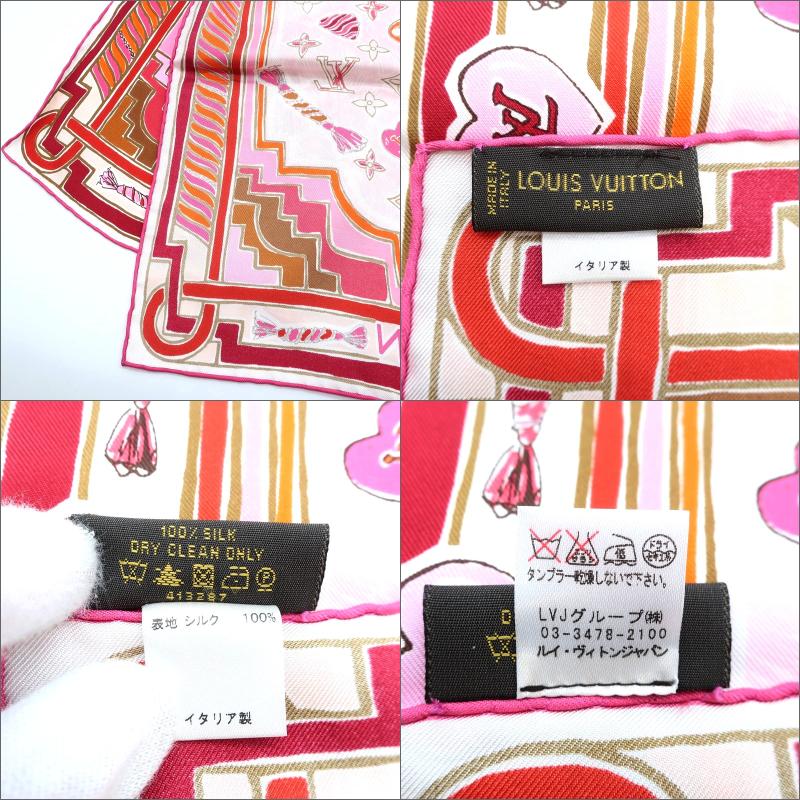 LV
MADE IN
ITALY
LOUIS VUITTON
PARIS
イタリア製
100% SILK
DRY CLEAN ONLY
413287
表地 シルク 100%
イタリア製
低
ドライ
セキユ系
タンブラー乾燥しないで下さい。
LVJグループ(株)
03-3478-2100
ルイ・ヴィトンジャパン
D